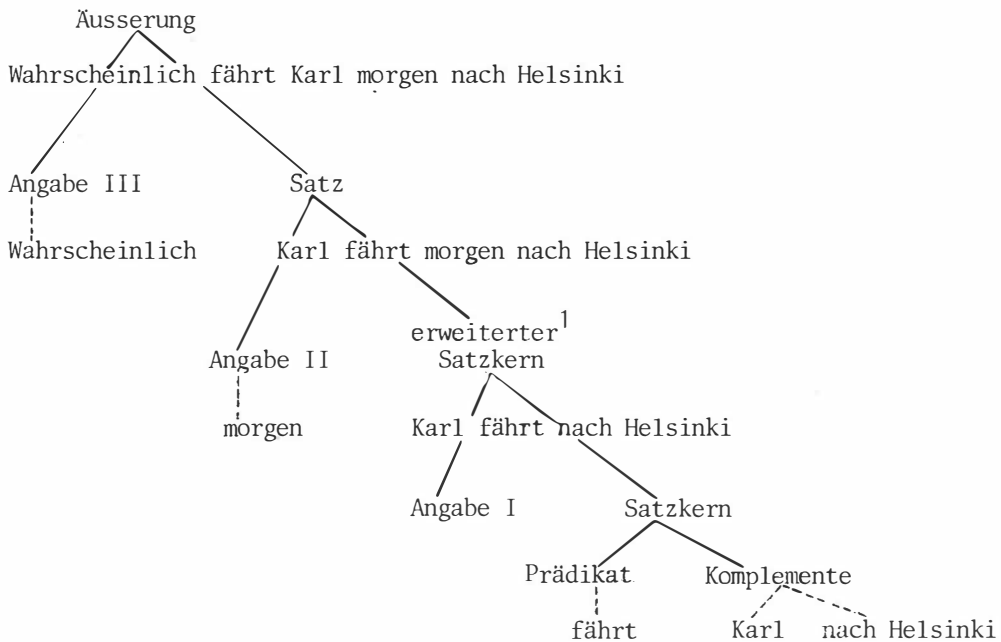 Äusserung
Wahrscheinlich fährt Karl morgen nach Helsinki
Angabe III Satz
Wahrscheinlich Karl fährt morgen nach Helsinki
erweiterter1
Angabe II Satzkern
morgen Karl fährt nach Helsinki
Angabe I Satzkern
Prädikat Komplemente
fährt Karl nach Helsinki